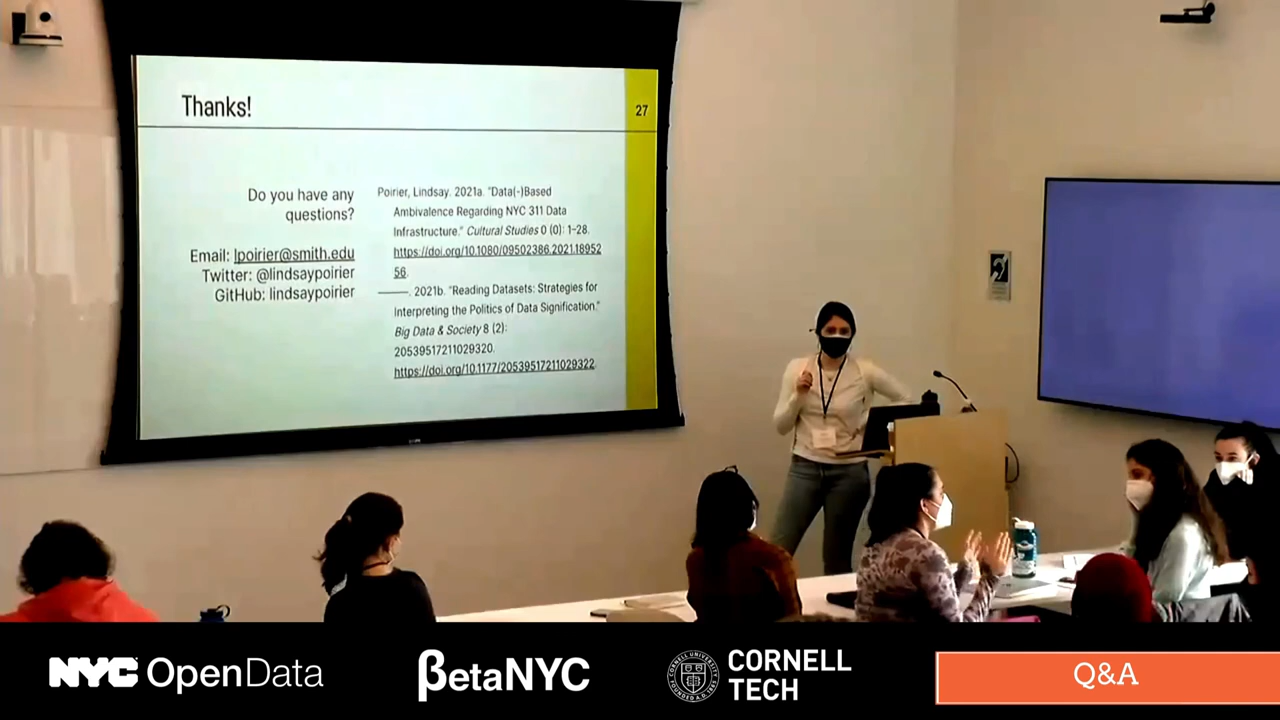 Thanks!
27
Do you have any
questions?
Email: lpoirier@smith.edu
Twitter: @lindsaypoirier
GitHub: lindsaypoirier
Poirier, Lindsay. 2021a. “Data(-)Based
Ambivalence Regarding NYC 311 Data
Infrastructure.” Cultural Studies 0 (0): 1–28.
https://doi.org/10.1080/09502386.2021.18952
56.
———. 2021b. “Reading Datasets: Strategies for
Interpreting the Politics of Data Signification.”
Big Data & Society 8 (2):
20539517211029320.
https://doi.org/10.1177/20539517211029322.
NYC OpenData
βetaNYC
CORNELL
TECH
Q&A